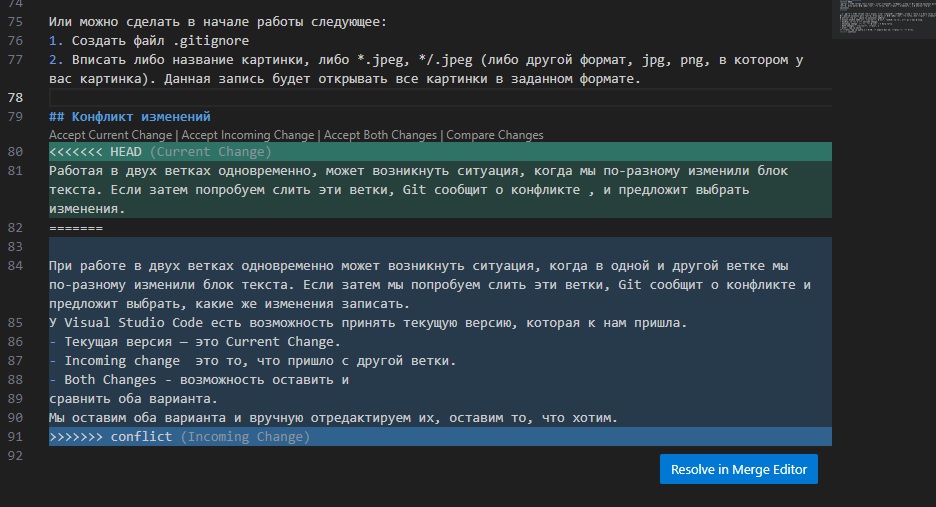 74
75 Или можно сделать в начале работы следующее:
76 1. Создать файл .gitignore
77 2. Вписать либо название картинки, либо *.jpeg, */.jpeg (либо другой формат, jpg, png, в котором у
вас картинка). Данная запись будет открывать все картинки в заданном формате.
78
79 ## Конфликт изменений
Accept Current Change | Accept Incoming Change | Accept Both Changes | Compare Changes
80 <<<<<<< HEAD (Current Change)
81 Работая в двух ветках одновременно, может возникнуть ситуация, когда мы по-разному изменили блок
текста. Если затем попробуем слить эти ветки, Git сообщит о конфликте , и предложит выбрать
изменения.
82 =======
83
84 При работе в двух ветках одновременно может возникнуть ситуация, когда в одной и другой ветке мы
по-разному изменили блок текста. Если затем мы попробуем слить эти ветки, Git сообщит о конфликте и
предложит выбрать, какие же изменения записать.
85 У Visual Studio Code есть возможность принять текущую версию, которая к нам пришла.
86 - Текущая версия — это Current Change.
87 - Incoming change  это то, что пришло с другой ветки.
88 - Both Changes - возможность оставить и
89 сравнить оба варианта.
90 Мы оставим оба варианта и вручную отредактируем их, оставим то, что хотим.
91 >>>>>>> conflict (Incoming Change)
92
Resolve in Merge Editor